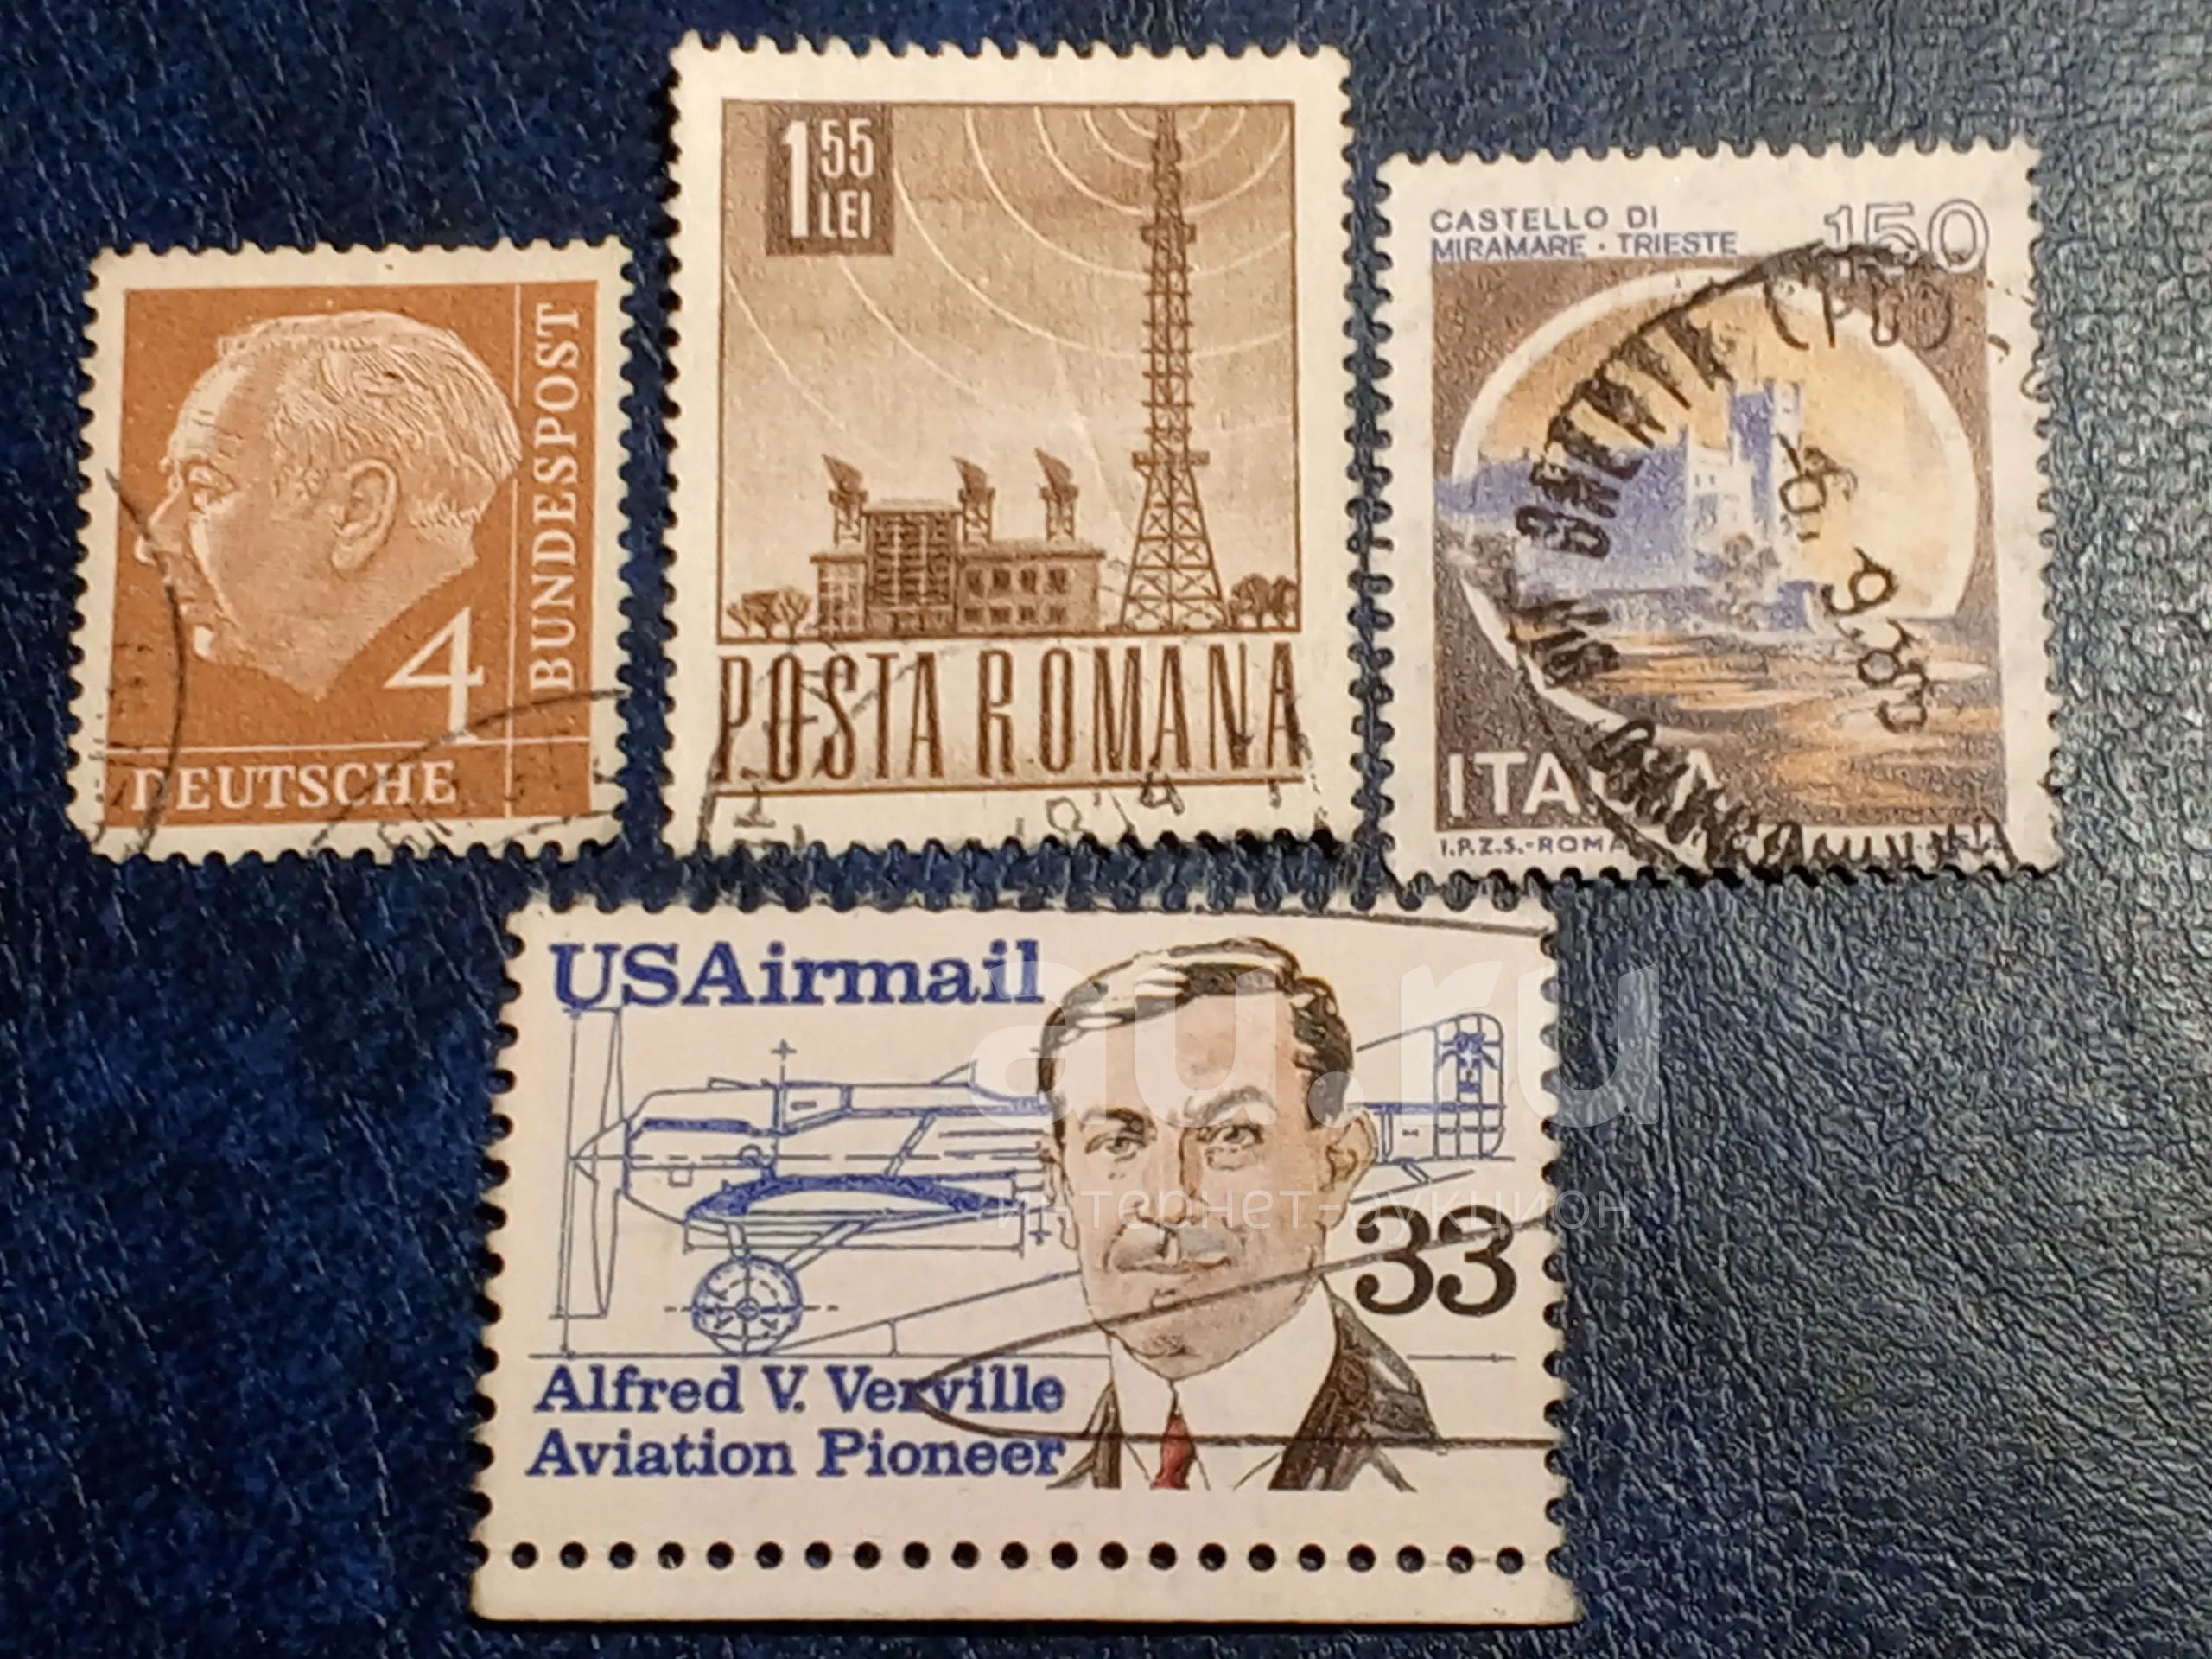 DEUTSCHE
BUNDESPOST
4
1 55
LEI
POSTA ROMANA
CASTELLO DI
MIRAMARE · TRIESTE
150
ITALIA
I.P.Z.S.-ROMA
USAirmail
33
Alfred V. Verville
Aviation Pioneer
au.ru
интернет-аукцион